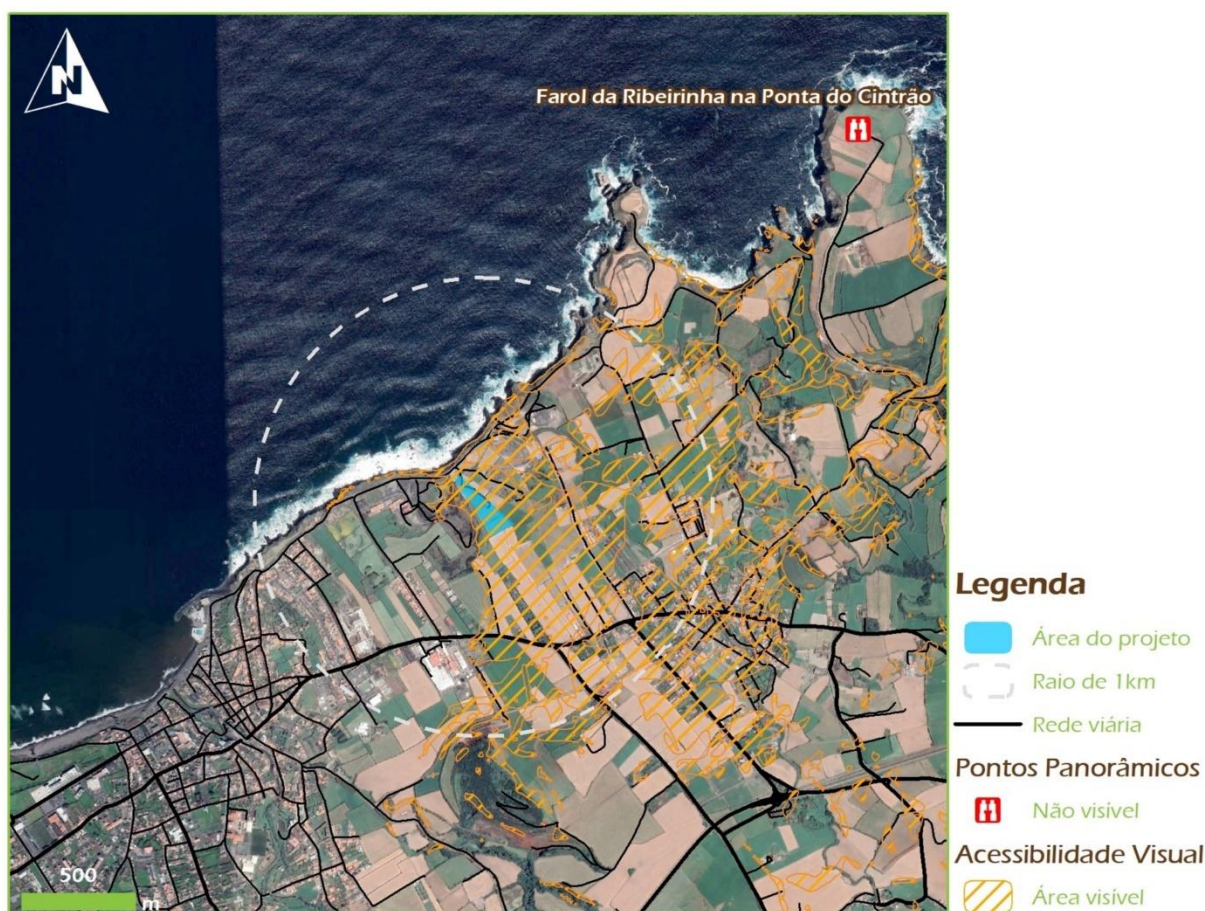 N
Farol da Ribeirinha na Ponta do Cintrão
500
m
Legenda
Área do projeto
Raio de 1km
Rede viária
Pontos Panorâmicos
Não visível
Acessibilidade Visual
Área visível